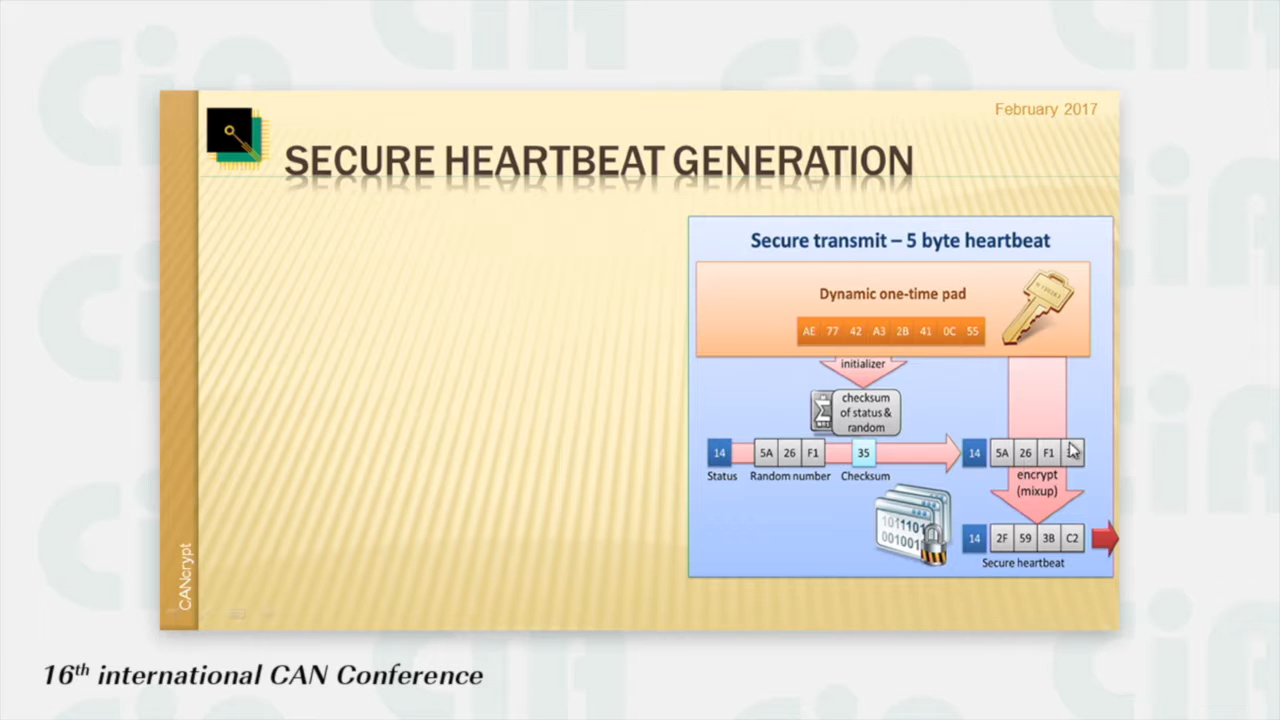 February 2017
SECURE HEARTBEAT GENERATION
Secure transmit – 5 byte heartbeat
Dynamic one-time pad
AE 77 42 A3 2B 41 0C 55
initializer
checksum
of status &
random
14 5A 26 F1 35 14 5A 26 F1
Status Random number Checksum
encrypt
(mixup)
1011101
001001
14 2F 59 3B C2
Secure heartbeat
CANcrypt
16th international CAN Conference